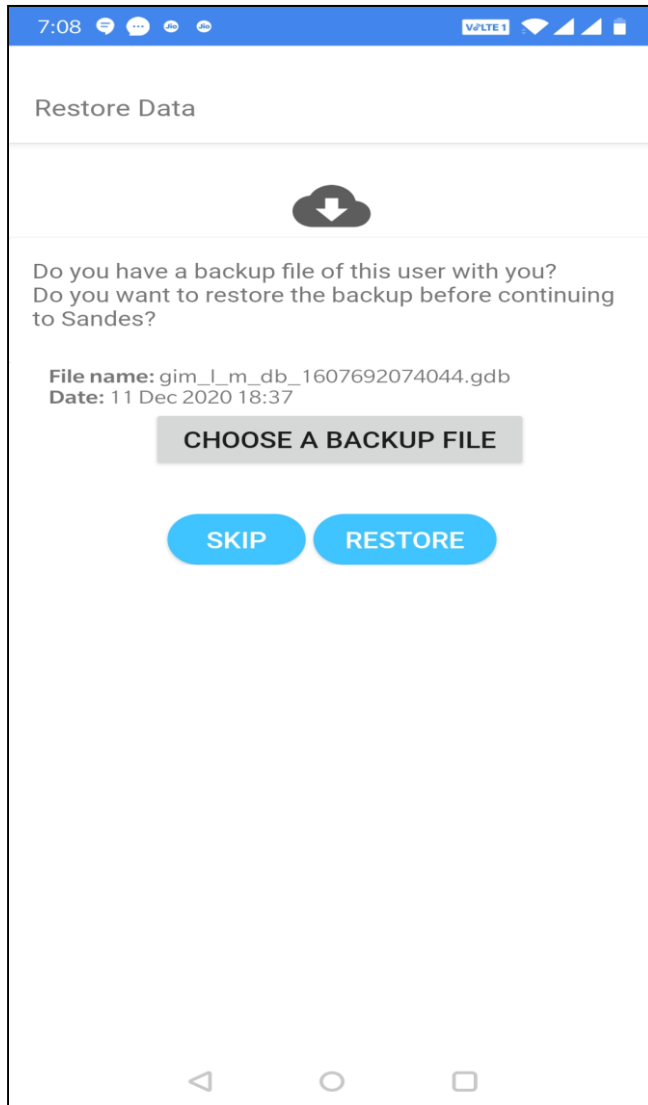 7:08 Jio Jio VoLTE 1
Restore Data
Do you have a backup file of this user with you?
Do you want to restore the backup before continuing
to Sandes?
File name: gim_l_m_db_1607692074044.gdb
Date: 11 Dec 2020 18:37
CHOOSE A BACKUP FILE
SKIP RESTORE